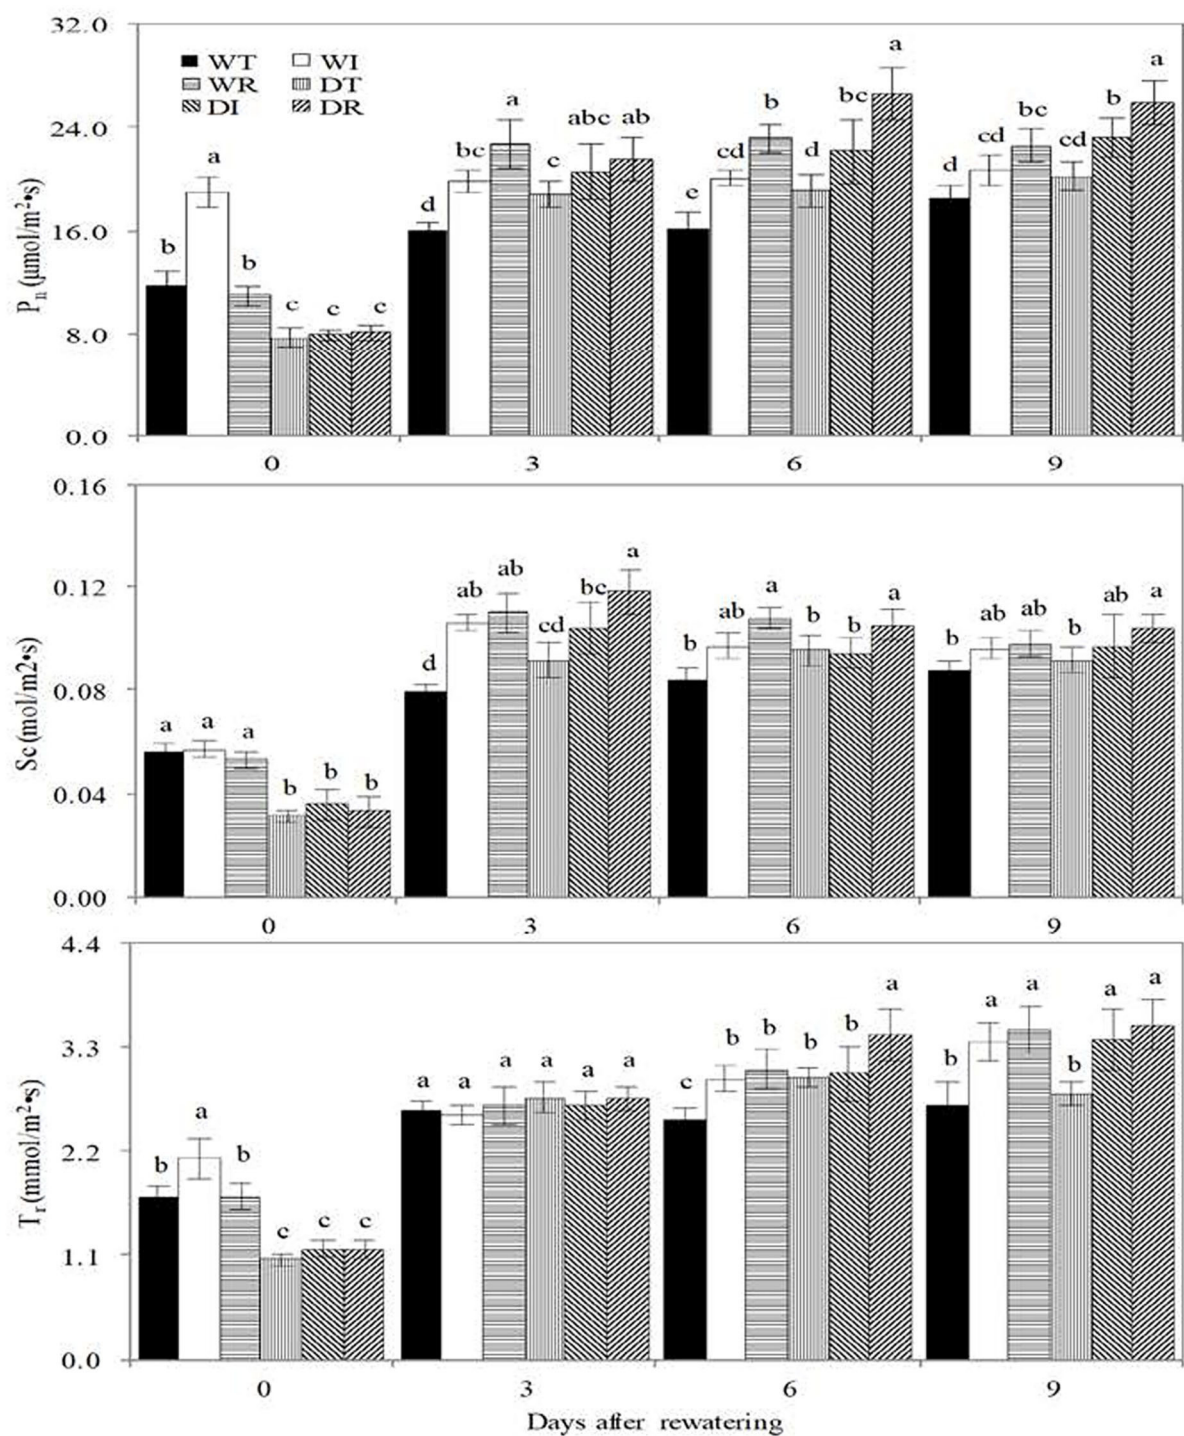 32.0
24.0
16.0
8.0
0.0
Pn (μmol/m²•s)
WT WI
WR DT
DI DR
b a b c c c
d bc a c abc ab
e cd b d bc a
d cd bc cd b a
0 3 6 9
0.16
0.12
0.08
0.04
0.00
Sc (mol/m2•s)
a a a b b b
d ab ab cd bc a
b ab a b b a
b ab ab b ab a
0 3 6 9
4.4
3.3
2.2
1.1
0.0
Tr (mmol/m²•s)
b a b c c c
a a a a a a
c b b b b a
b a a b a a
0 3 6 9
Days after rewatering